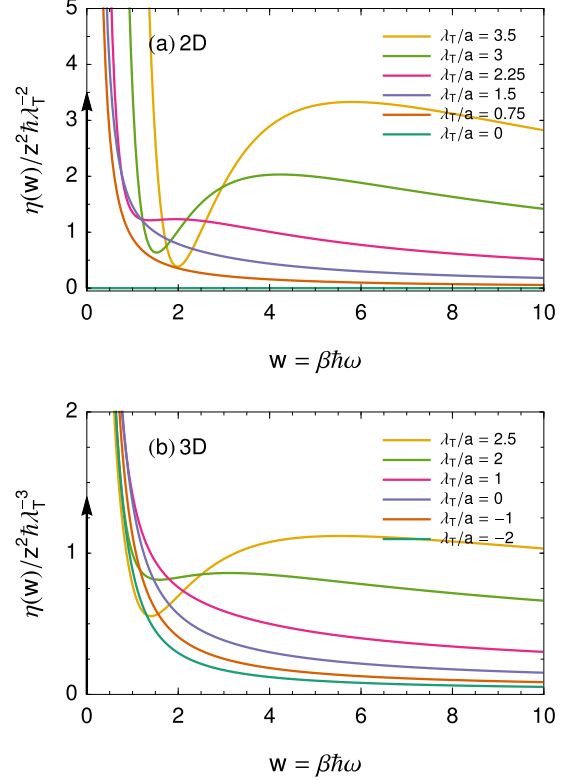 η(w)/z²ℏλ_T⁻²
5
4
3
2
1
0
(a) 2D
λ_T/a = 3.5
λ_T/a = 3
λ_T/a = 2.25
λ_T/a = 1.5
λ_T/a = 0.75
λ_T/a = 0
0 2 4 6 8 10
w = βℏω
η(w)/z²ℏλ_T⁻³
2
1
0
(b) 3D
λ_T/a = 2.5
λ_T/a = 2
λ_T/a = 1
λ_T/a = 0
λ_T/a = −1
λ_T/a = −2
0 2 4 6 8 10
w = βℏω